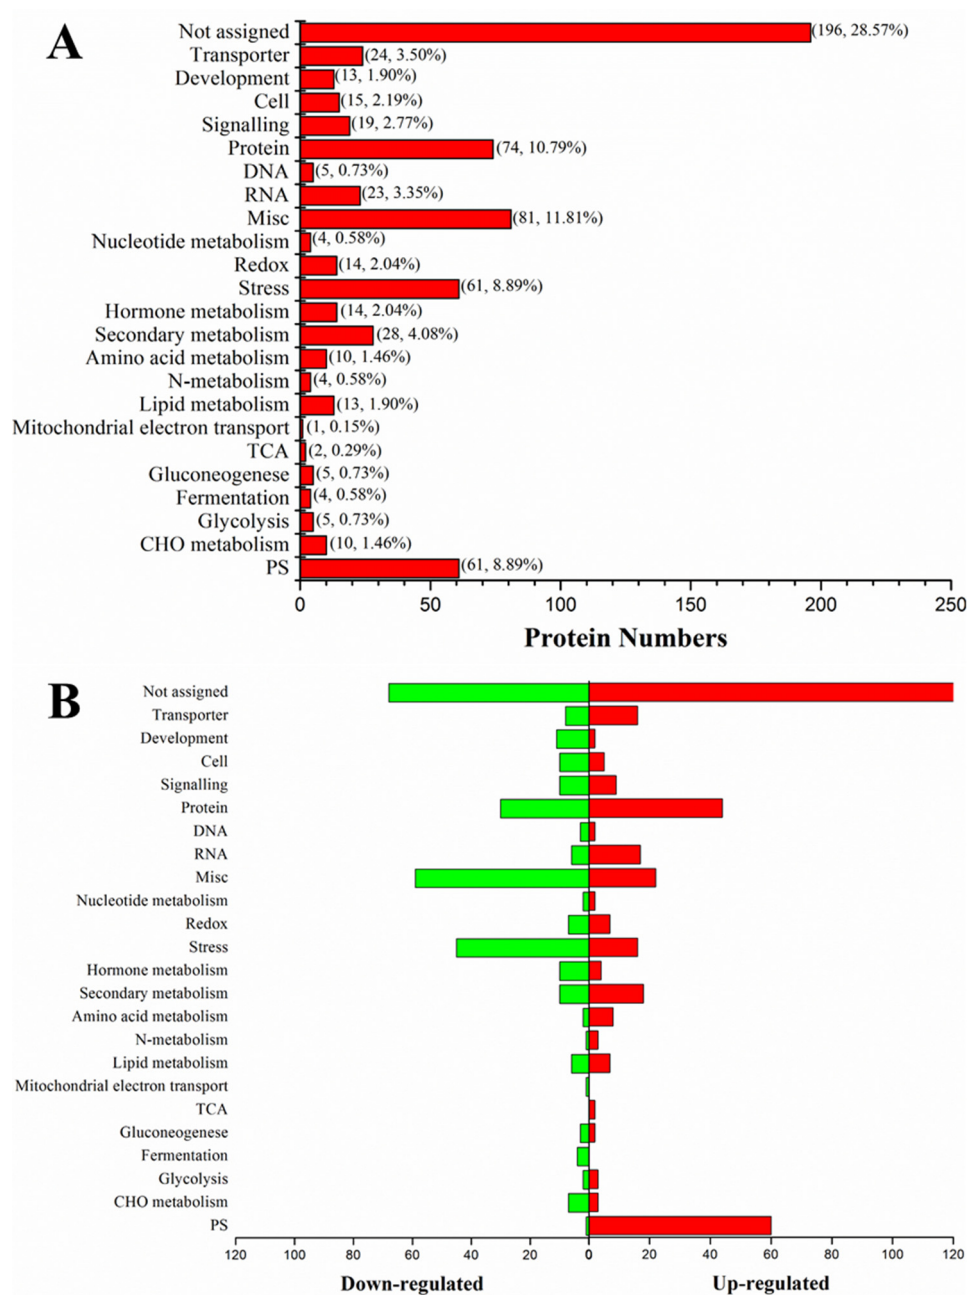 A
Not assigned (196, 28.57%)
Transporter (24, 3.50%)
Development (13, 1.90%)
Cell (15, 2.19%)
Signalling (19, 2.77%)
Protein (74, 10.79%)
DNA (5, 0.73%)
RNA (23, 3.35%)
Misc (81, 11.81%)
Nucleotide metabolism (4, 0.58%)
Redox (14, 2.04%)
Stress (61, 8.89%)
Hormone metabolism (14, 2.04%)
Secondary metabolism (28, 4.08%)
Amino acid metabolism (10, 1.46%)
N-metabolism (4, 0.58%)
Lipid metabolism (13, 1.90%)
Mitochondrial electron transport (1, 0.15%)
TCA (2, 0.29%)
Gluconeogenese (5, 0.73%)
Fermentation (4, 0.58%)
Glycolysis (5, 0.73%)
CHO metabolism (10, 1.46%)
PS (61, 8.89%)
0 50 100 150 200 250
Protein Numbers
B
Not assigned
Transporter
Development
Cell
Signalling
Protein
DNA
RNA
Misc
Nucleotide metabolism
Redox
Stress
Hormone metabolism
Secondary metabolism
Amino acid metabolism
N-metabolism
Lipid metabolism
Mitochondrial electron transport
TCA
Gluconeogenese
Fermentation
Glycolysis
CHO metabolism
PS
120 100 80 60 40 20 0 20 40 60 80 100 120
Down-regulated Up-regulated